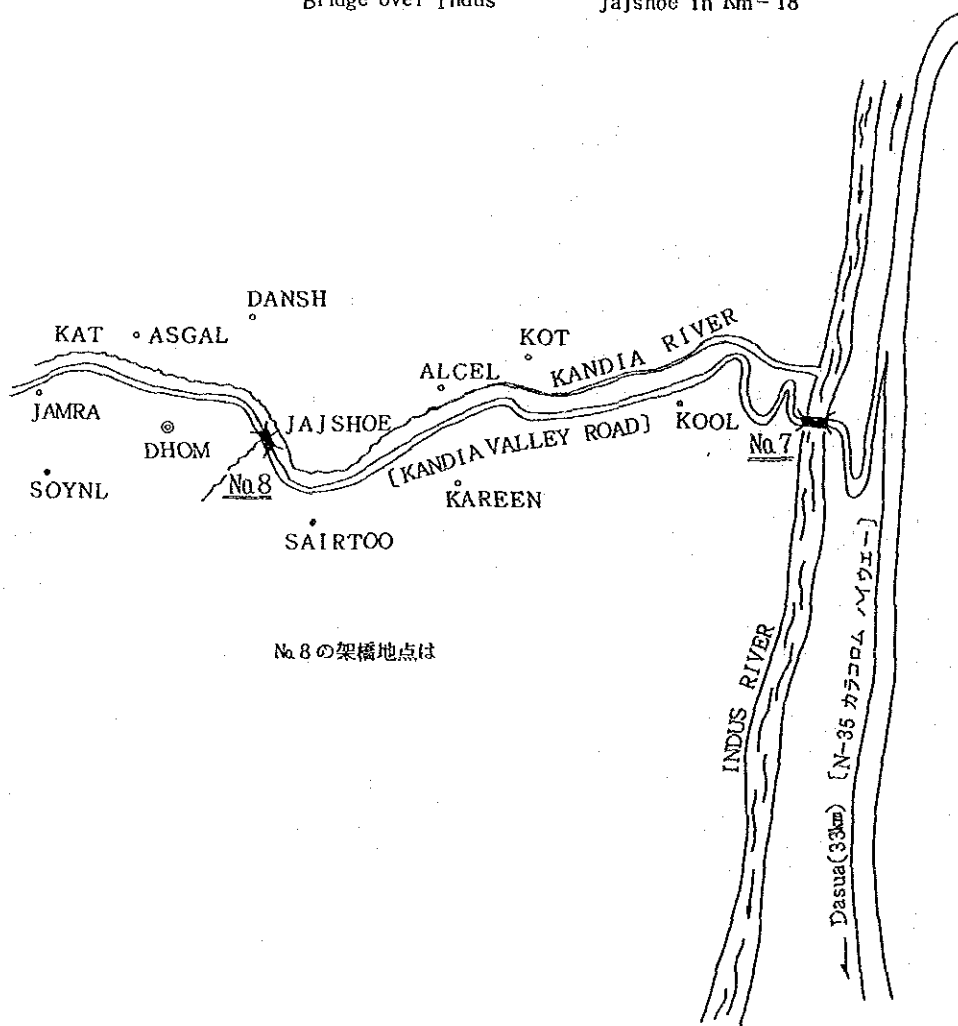 Bridge over Indus Jajshoe in Km-18
DANSH
KAT
ASGAL
KOT
KANDIA RIVER
ALCEL
JAMRA
JAJSHOE
[KANDIA VALLEY ROAD]
KOOL
DHOM
No.7
SOYNL
No.8
KAREEN
SAIRTOO
No.8の架橋地点は
INDUS RIVER
Dasua(33km) [N-35 カラコロム ハイウェー]